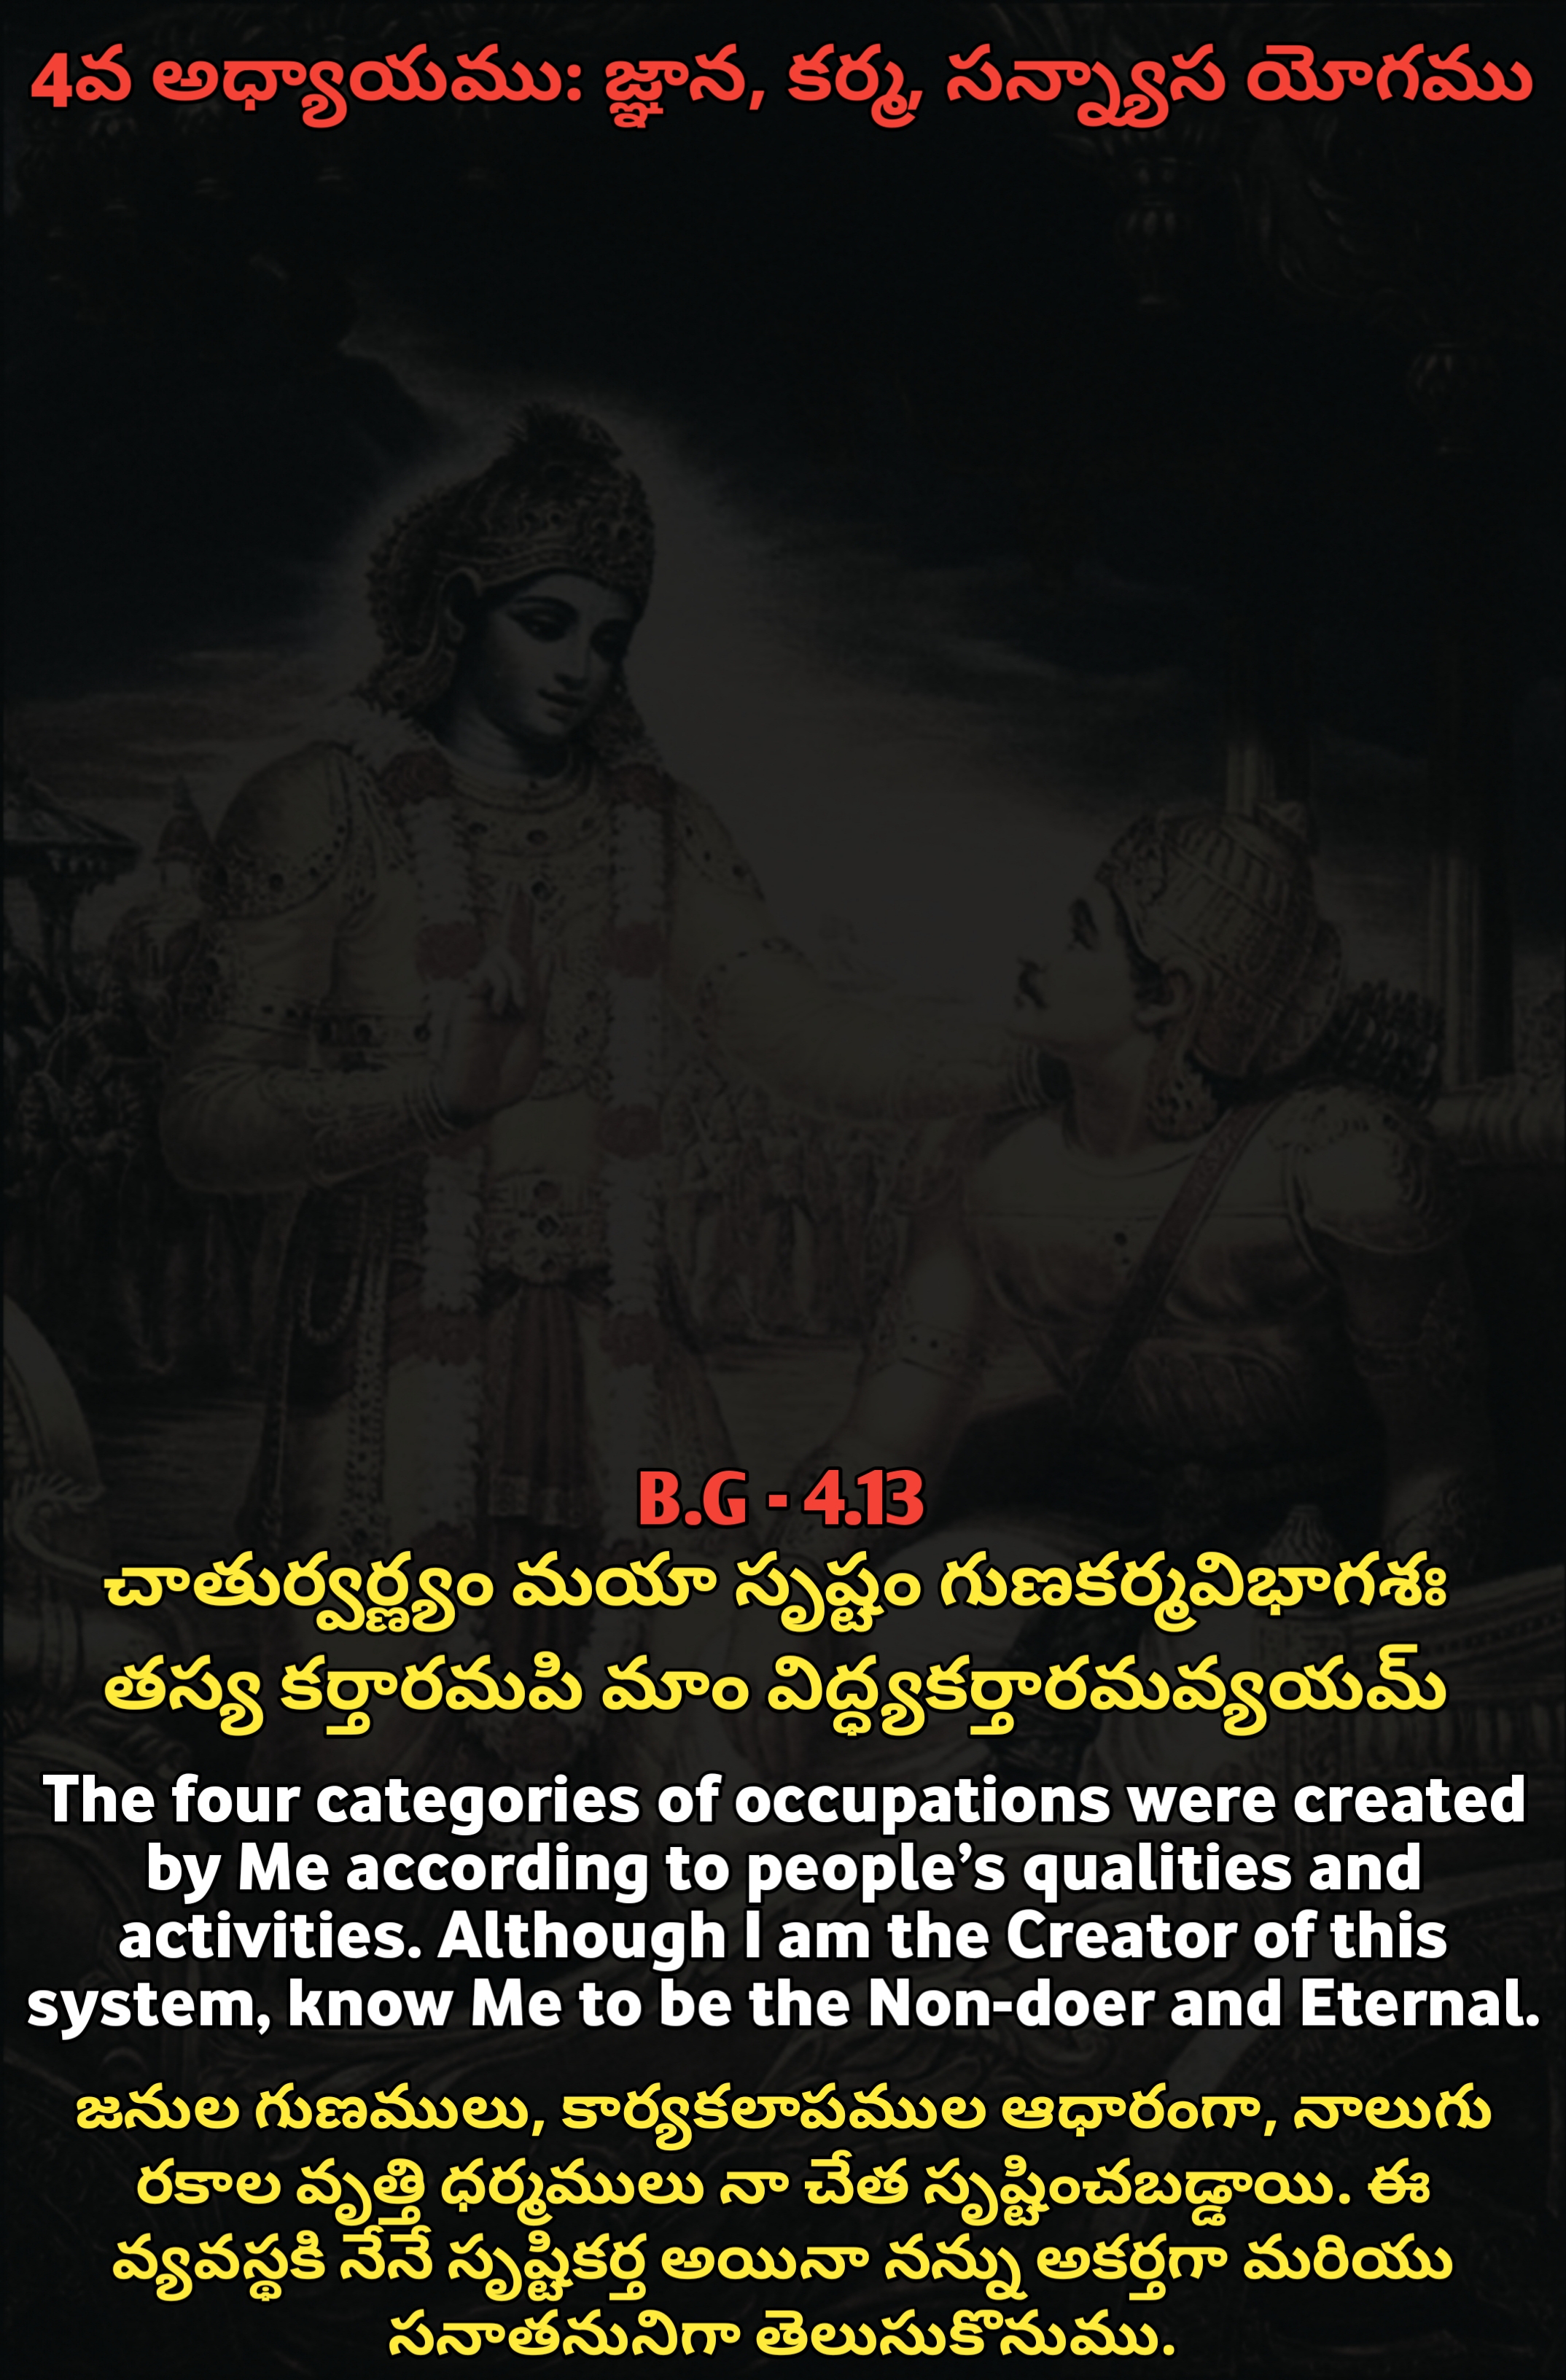 4వ అధ్యాయము: జ్ఞాన, కర్మ, సన్న్యాస యోగము
B.G - 4.13
చాతుర్వర్ణ్యం మయా సృష్టం గుణకర్మవిభాగశః
తస్య కర్తారమపి మాం విద్ధ్యకర్తారమవ్యయమ్
The four categories of occupations were created
by Me according to people’s qualities and
activities. Although I am the Creator of this
system, know Me to be the Non-doer and Eternal.
జనుల గుణములు, కార్యకలాపముల ఆధారంగా, నాలుగు
రకాల వృత్తి ధర్మములు నా చేత సృష్టించబడ్డాయి. ఈ
వ్యవస్థకి నేనే సృష్టికర్త అయినా నన్ను అకర్తగా మరియు
సనాతనునిగా తెలుసుకొనుము.